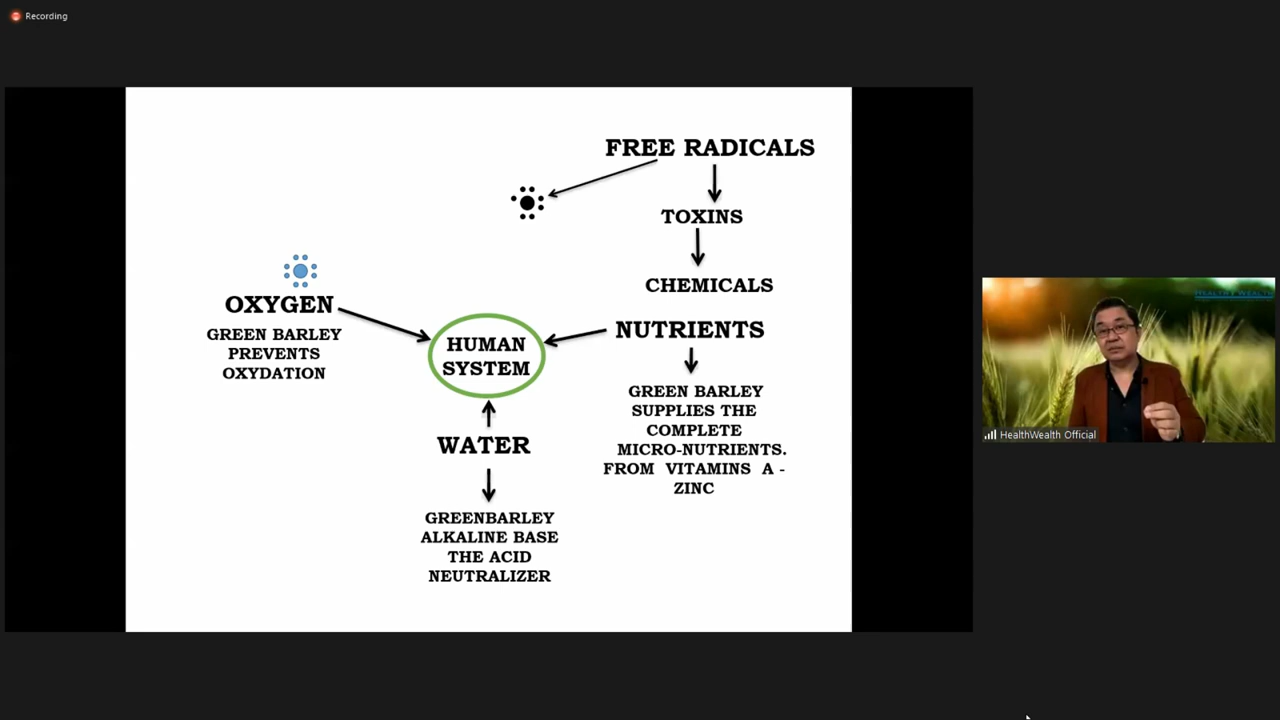 Recording
FREE RADICALS
TOXINS
CHEMICALS
OXYGEN
GREEN BARLEY
PREVENTS
OXYDATION
HUMAN
SYSTEM
NUTRIENTS
GREEN BARLEY
SUPPLIES THE
COMPLETE
MICRO-NUTRIENTS.
FROM VITAMINS A -
ZINC
WATER
GREENBARLEY
ALKALINE BASE
THE ACID
NEUTRALIZER
HealthWealth Official